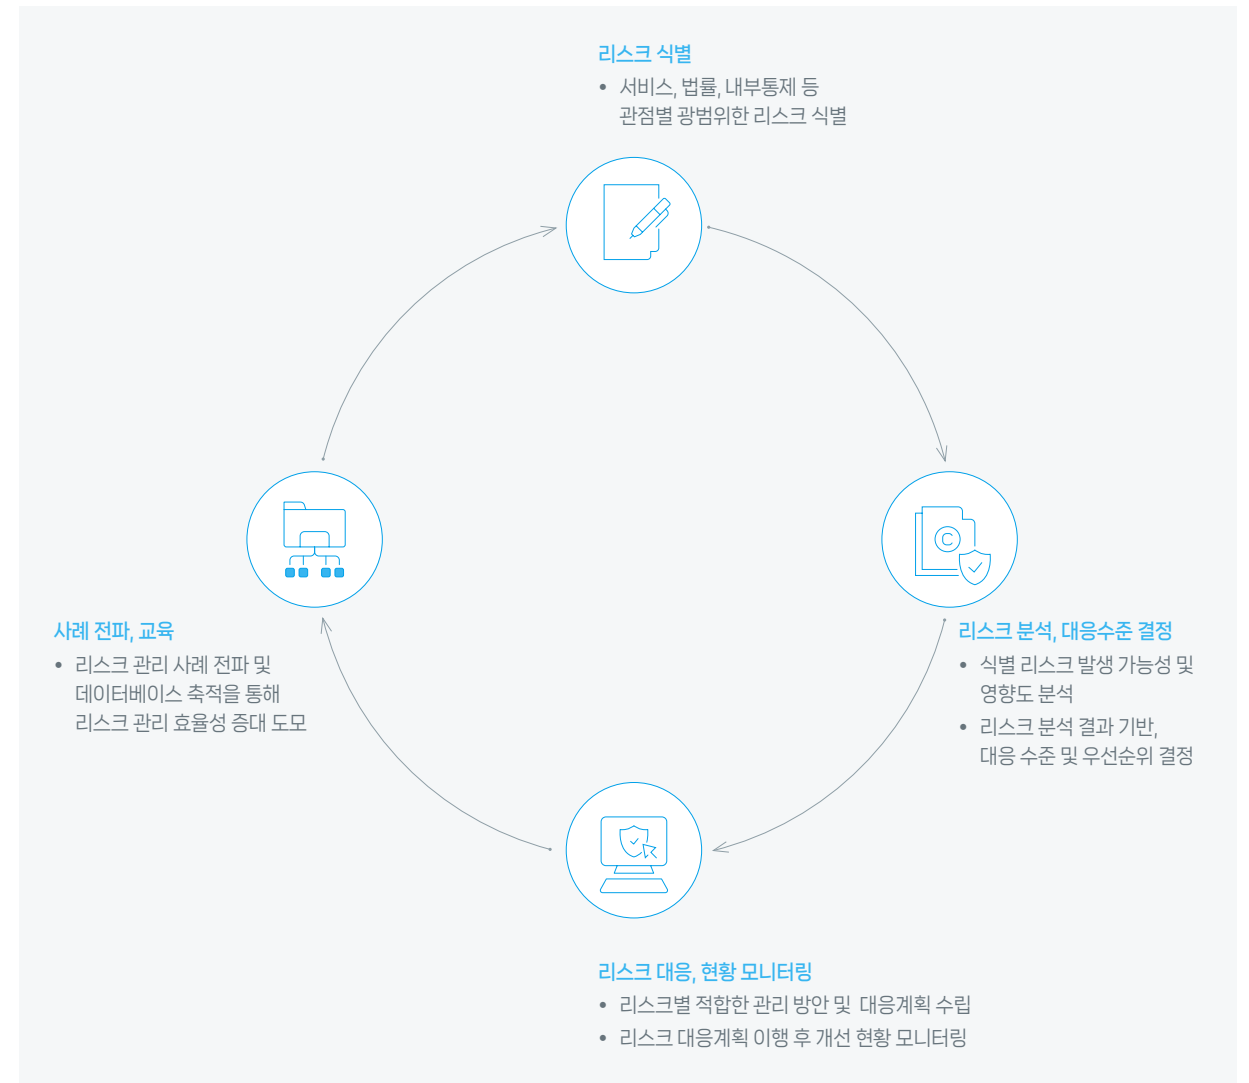 리스크 식별
• 서비스, 법률, 내부통제 등
관점별 광범위한 리스크 식별
C
리스크 분석, 대응수준 결정
• 식별 리스크 발생 가능성 및
영향도 분석
• 리스크 분석 결과 기반,
대응 수준 및 우선순위 결정
리스크 대응, 현황 모니터링
• 리스크별 적합한 관리 방안 및 대응계획 수립
• 리스크 대응계획 이행 후 개선 현황 모니터링
사례 전파, 교육
• 리스크 관리 사례 전파 및
데이터베이스 축적을 통해
리스크 관리 효율성 증대 도모